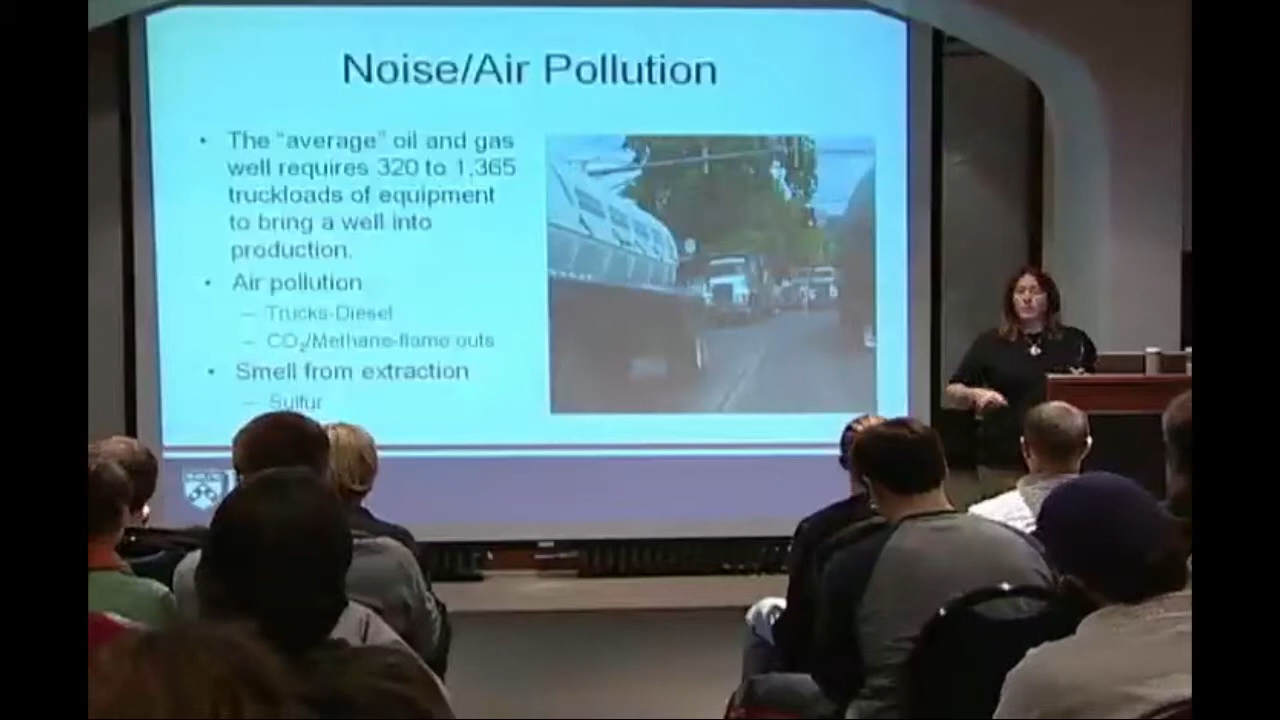 Noise/Air Pollution
• The "average" oil and gas
well requires 320 to 1,365
truckloads of equipment
to bring a well into
production.
• Air pollution
– Trucks-Diesel
– CO2/Methane-flame outs
• Smell from extraction
– Sulfur